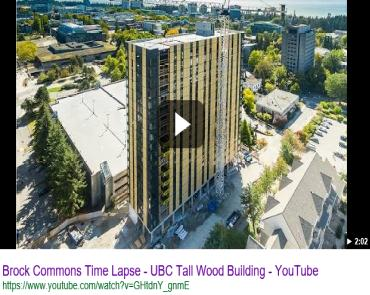 2:02
Brock Commons Time Lapse - UBC Tall Wood Building - YouTube
https://www.youtube.com/watch?v=GHtdnY_gnmE